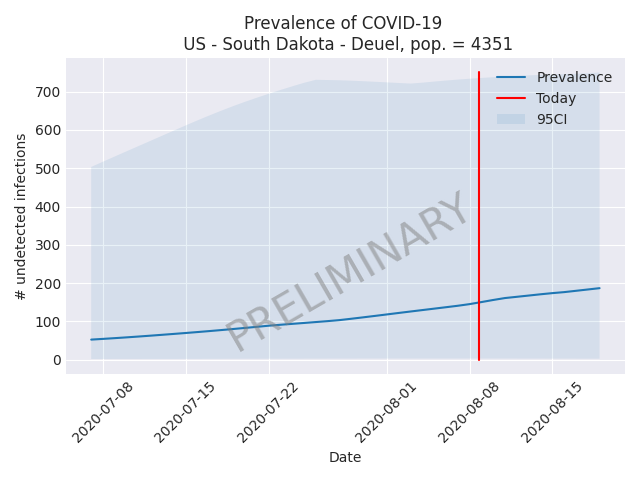 Prevalence of COVID-19
US - South Dakota - Deuel, pop. = 4351
# undetected infections
700
600
500
400
300
200
100
0
Prevalence
Today
95CI
PRELIMINARY
2020-07-08
2020-07-15
2020-07-22
2020-08-01
2020-08-08
2020-08-15
Date